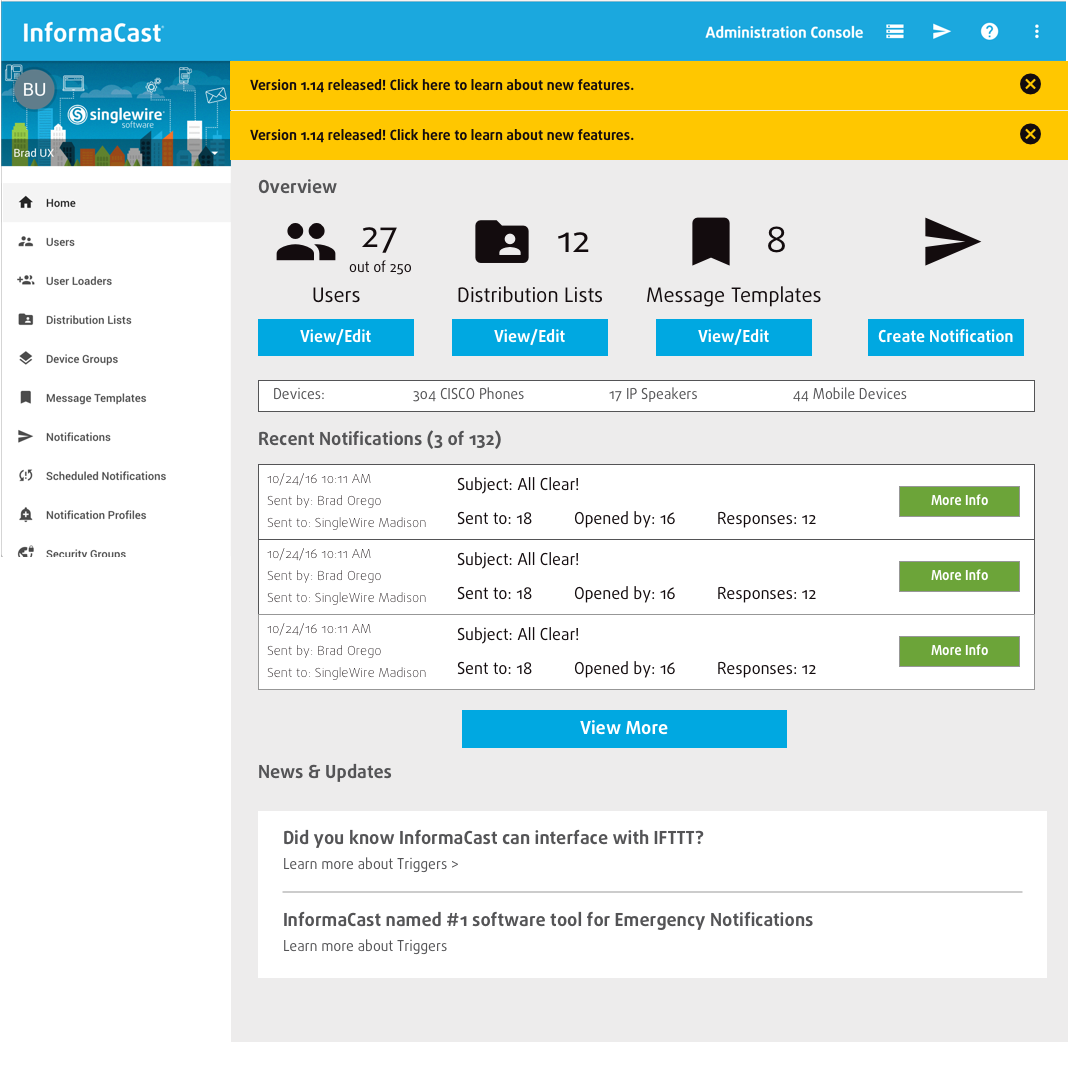 InformaCast
Administration Console
BU
singlewire
software
Brad UX
Version 1.14 released! Click here to learn about new features.
Version 1.14 released! Click here to learn about new features.
Home
Users
User Loaders
Distribution Lists
Device Groups
Message Templates
Notifications
Scheduled Notifications
Notification Profiles
Security Groups
Overview
27
out of 250
Users
View/Edit
12
Distribution Lists
View/Edit
8
Message Templates
View/Edit
Create Notification
Devices: 304 CISCO Phones 17 IP Speakers 44 Mobile Devices
Recent Notifications (3 of 132)
10/24/16 10:11 AM
Sent by: Brad Orego
Sent to: SingleWire Madison
Subject: All Clear!
Sent to: 18 Opened by: 16 Responses: 12
More Info
10/24/16 10:11 AM
Sent by: Brad Orego
Sent to: SingleWire Madison
Subject: All Clear!
Sent to: 18 Opened by: 16 Responses: 12
More Info
10/24/16 10:11 AM
Sent by: Brad Orego
Sent to: SingleWire Madison
Subject: All Clear!
Sent to: 18 Opened by: 16 Responses: 12
More Info
View More
News & Updates
Did you know InformaCast can interface with IFTTT?
Learn more about Triggers >
InformaCast named #1 software tool for Emergency Notifications
Learn more about Triggers